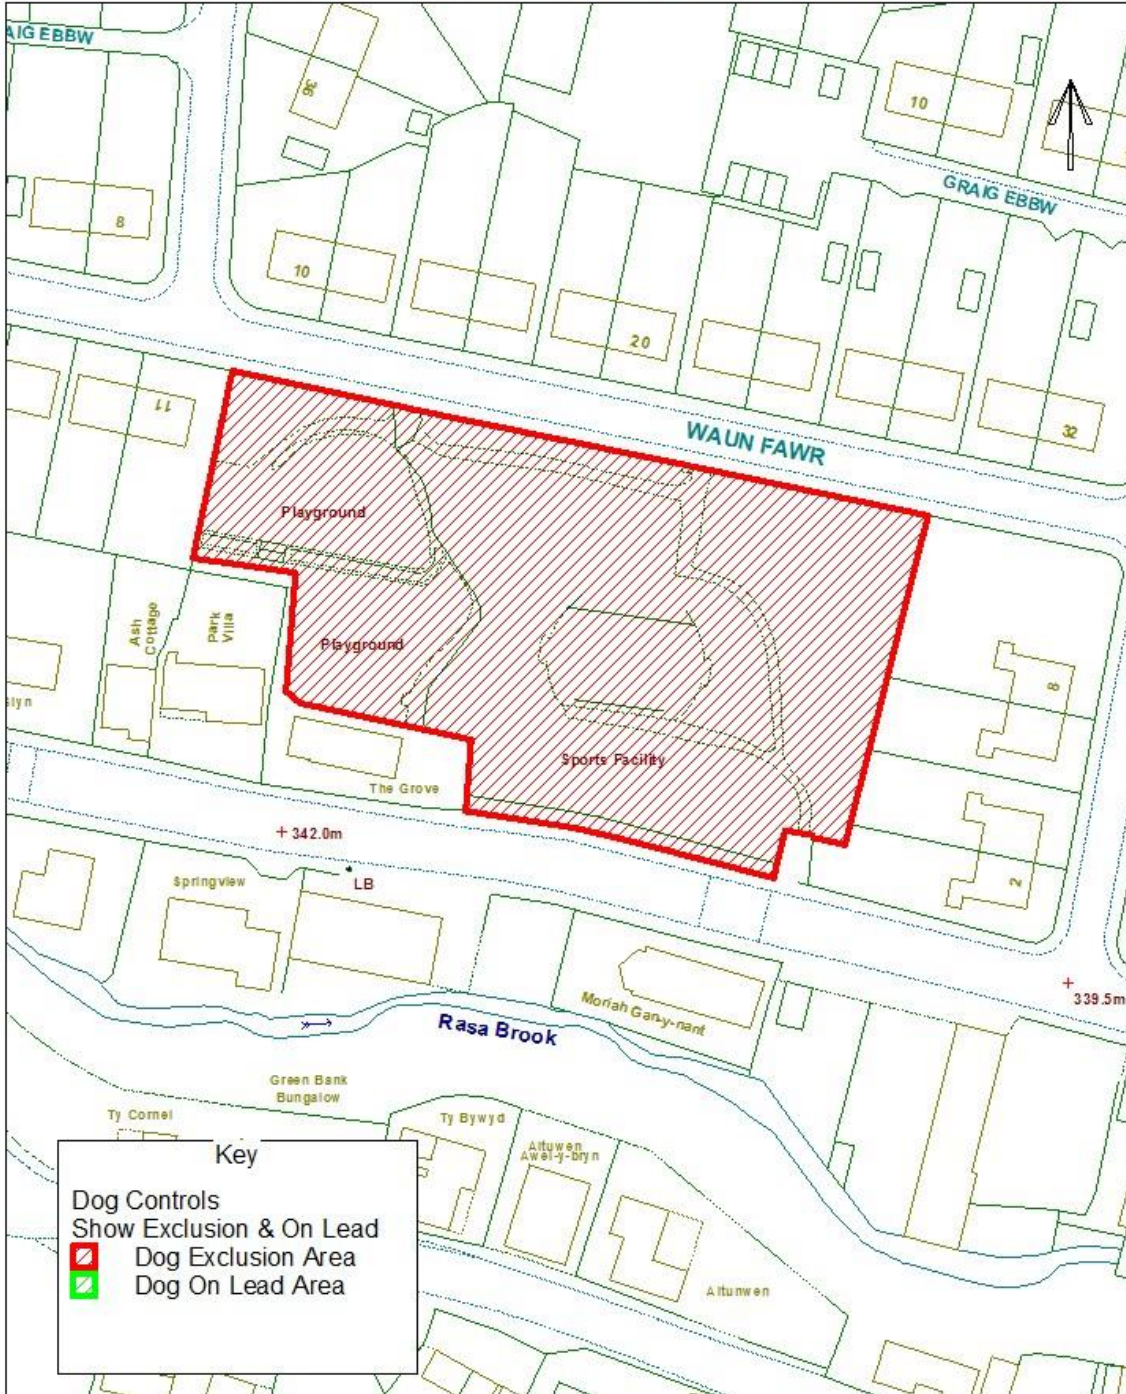 AIG EBBW
36
10
GRAIG EBBW
8
10
20
32
WAUN FAWR
11
Playground
Ash
Cottage
Park
Villa
Playground
8
slyn
Sports Facility
The Grove
342.0m
LB
Springview
2
339.5m
Moriah Gan-y-nant
Rasa Brook
Green Bank
Bungalow
Ty Cornel
Ty Bywyd
Altuwen
Awel-y-bryn
Altunwen
Key
Dog Controls
Show Exclusion & On Lead
Dog Exclusion Area
Dog On Lead Area